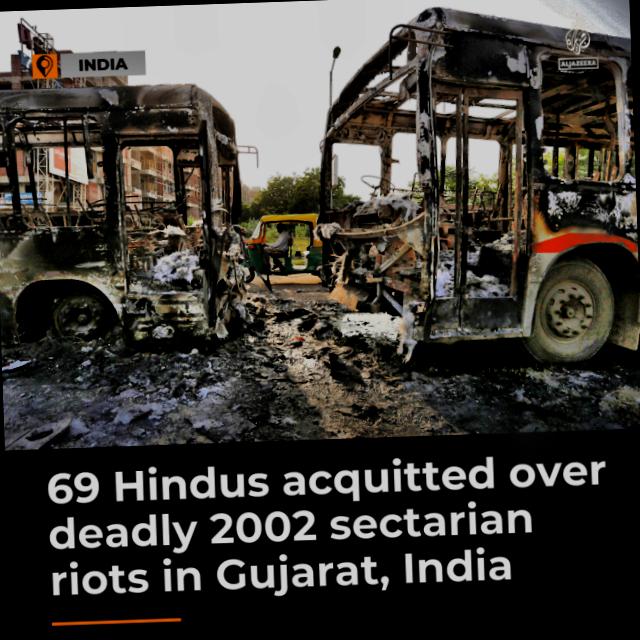 INDIA
ALJAZEERA
69 Hindus acquitted over
deadly 2002 sectarian
riots in Gujarat, India